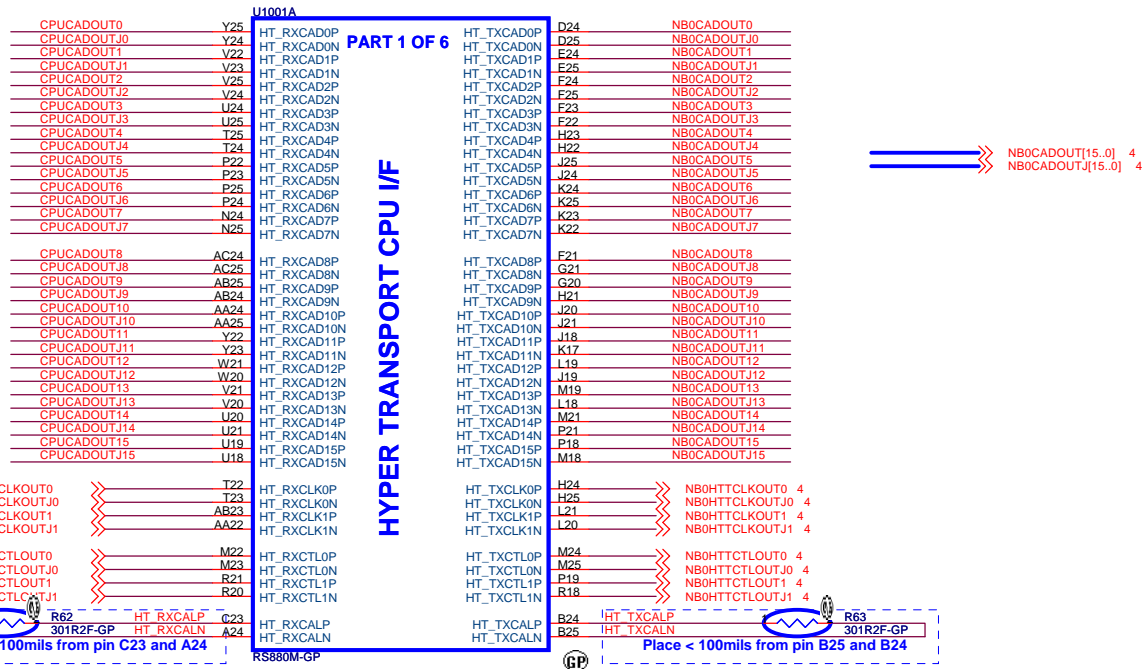 U1001A
PART 1 OF 6
HYPER TRANSPORT CPU I/F
CPUCADOUT0 Y25 HT_RXCAD0P HT_TXCAD0P D24 NB0CADOUT0
CPUCADOUTJ0 Y24 HT_RXCAD0N HT_TXCAD0N D25 NB0CADOUTJ0
CPUCADOUT1 V22 HT_RXCAD1P HT_TXCAD1P E24 NB0CADOUT1
CPUCADOUTJ1 V23 HT_RXCAD1N HT_TXCAD1N E25 NB0CADOUTJ1
CPUCADOUT2 V25 HT_RXCAD2P HT_TXCAD2P F24 NB0CADOUT2
CPUCADOUTJ2 V24 HT_RXCAD2N HT_TXCAD2N F25 NB0CADOUTJ2
CPUCADOUT3 U24 HT_RXCAD3P HT_TXCAD3P F23 NB0CADOUT3
CPUCADOUTJ3 U25 HT_RXCAD3N HT_TXCAD3N F22 NB0CADOUTJ3
CPUCADOUT4 T25 HT_RXCAD4P HT_TXCAD4P H23 NB0CADOUT4
CPUCADOUTJ4 T24 HT_RXCAD4N HT_TXCAD4N H22 NB0CADOUTJ4
CPUCADOUT5 P22 HT_RXCAD5P HT_TXCAD5P J25 NB0CADOUT5
CPUCADOUTJ5 P23 HT_RXCAD5N HT_TXCAD5N J24 NB0CADOUTJ5
CPUCADOUT6 P25 HT_RXCAD6P HT_TXCAD6P K24 NB0CADOUT6
CPUCADOUTJ6 P24 HT_RXCAD6N HT_TXCAD6N K25 NB0CADOUTJ6
CPUCADOUT7 N24 HT_RXCAD7P HT_TXCAD7P K23 NB0CADOUT7
CPUCADOUTJ7 N25 HT_RXCAD7N HT_TXCAD7N K22 NB0CADOUTJ7
NB0CADOUT[15..0] 4
NB0CADOUTJ[15..0] 4
CPUCADOUT8 AC24 HT_RXCAD8P HT_TXCAD8P F21 NB0CADOUT8
CPUCADOUTJ8 AC25 HT_RXCAD8N HT_TXCAD8N G21 NB0CADOUTJ8
CPUCADOUT9 AB25 HT_RXCAD9P HT_TXCAD9P G20 NB0CADOUT9
CPUCADOUTJ9 AB24 HT_RXCAD9N HT_TXCAD9N H21 NB0CADOUTJ9
CPUCADOUT10 AA24 HT_RXCAD10P HT_TXCAD10P J20 NB0CADOUT10
CPUCADOUTJ10 AA25 HT_RXCAD10N HT_TXCAD10N J21 NB0CADOUTJ10
CPUCADOUT11 Y22 HT_RXCAD11P HT_TXCAD11P J18 NB0CADOUT11
CPUCADOUTJ11 Y23 HT_RXCAD11N HT_TXCAD11N K17 NB0CADOUTJ11
CPUCADOUT12 W21 HT_RXCAD12P HT_TXCAD12P L19 NB0CADOUT12
CPUCADOUTJ12 W20 HT_RXCAD12N HT_TXCAD12N J19 NB0CADOUTJ12
CPUCADOUT13 V21 HT_RXCAD13P HT_TXCAD13P M19 NB0CADOUT13
CPUCADOUTJ13 V20 HT_RXCAD13N HT_TXCAD13N L18 NB0CADOUTJ13
CPUCADOUT14 U20 HT_RXCAD14P HT_TXCAD14P M21 NB0CADOUT14
CPUCADOUTJ14 U21 HT_RXCAD14N HT_TXCAD14N P21 NB0CADOUTJ14
CPUCADOUT15 U19 HT_RXCAD15P HT_TXCAD15P P18 NB0CADOUT15
CPUCADOUTJ15 U18 HT_RXCAD15N HT_TXCAD15N M18 NB0CADOUTJ15
CLKOUT0 T22 HT_RXCLK0P HT_TXCLK0P H24 NB0HTTCLKOUT0 4
CLKOUTJ0 T23 HT_RXCLK0N HT_TXCLK0N H25 NB0HTTCLKOUTJ0 4
CLKOUT1 AB23 HT_RXCLK1P HT_TXCLK1P L21 NB0HTTCLKOUT1 4
CLKOUTJ1 AA22 HT_RXCLK1N HT_TXCLK1N L20 NB0HTTCLKOUTJ1 4
CTLOUT0 M22 HT_RXCTL0P HT_TXCTL0P M24 NB0HTTCTLOUT0 4
CTLOUTJ0 M23 HT_RXCTL0N HT_TXCTL0N M25 NB0HTTCTLOUTJ0 4
CTLOUT1 R21 HT_RXCTL1P HT_TXCTL1P P19 NB0HTTCTLOUT1 4
CTLOUTJ1 R20 HT_RXCTL1N HT_TXCTL1N R18 NB0HTTCTLOUTJ1 4
R62 HT_RXCALP C23 HT_RXCALP HT_TXCALP B24 HT_TXCALP R63
301R2F-GP HT_RXCALN A24 HT_RXCALN HT_TXCALN B25 HT_TXCALN 301R2F-GP
100mils from pin C23 and A24
Place < 100mils from pin B25 and B24
RS880M-GP
GP